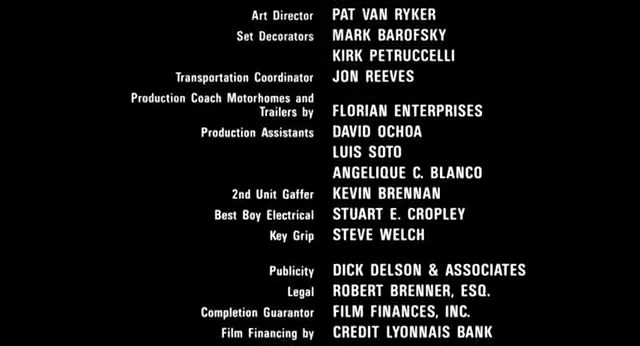 Art Director PAT VAN RYKER
Set Decorators MARK BAROFSKY
KIRK PETRUCCELLI
Transportation Coordinator JON REEVES
Production Coach Motorhomes and
Trailers by FLORIAN ENTERPRISES
Production Assistants DAVID OCHOA
LUIS SOTO
ANGELIQUE C. BLANCO
2nd Unit Gaffer KEVIN BRENNAN
Best Boy Electrical STUART E. CROPLEY
Key Grip STEVE WELCH
Publicity DICK DELSON & ASSOCIATES
Legal ROBERT BRENNER, ESQ.
Completion Guarantor FILM FINANCES, INC.
Film Financing by CREDIT LYONNAIS BANK